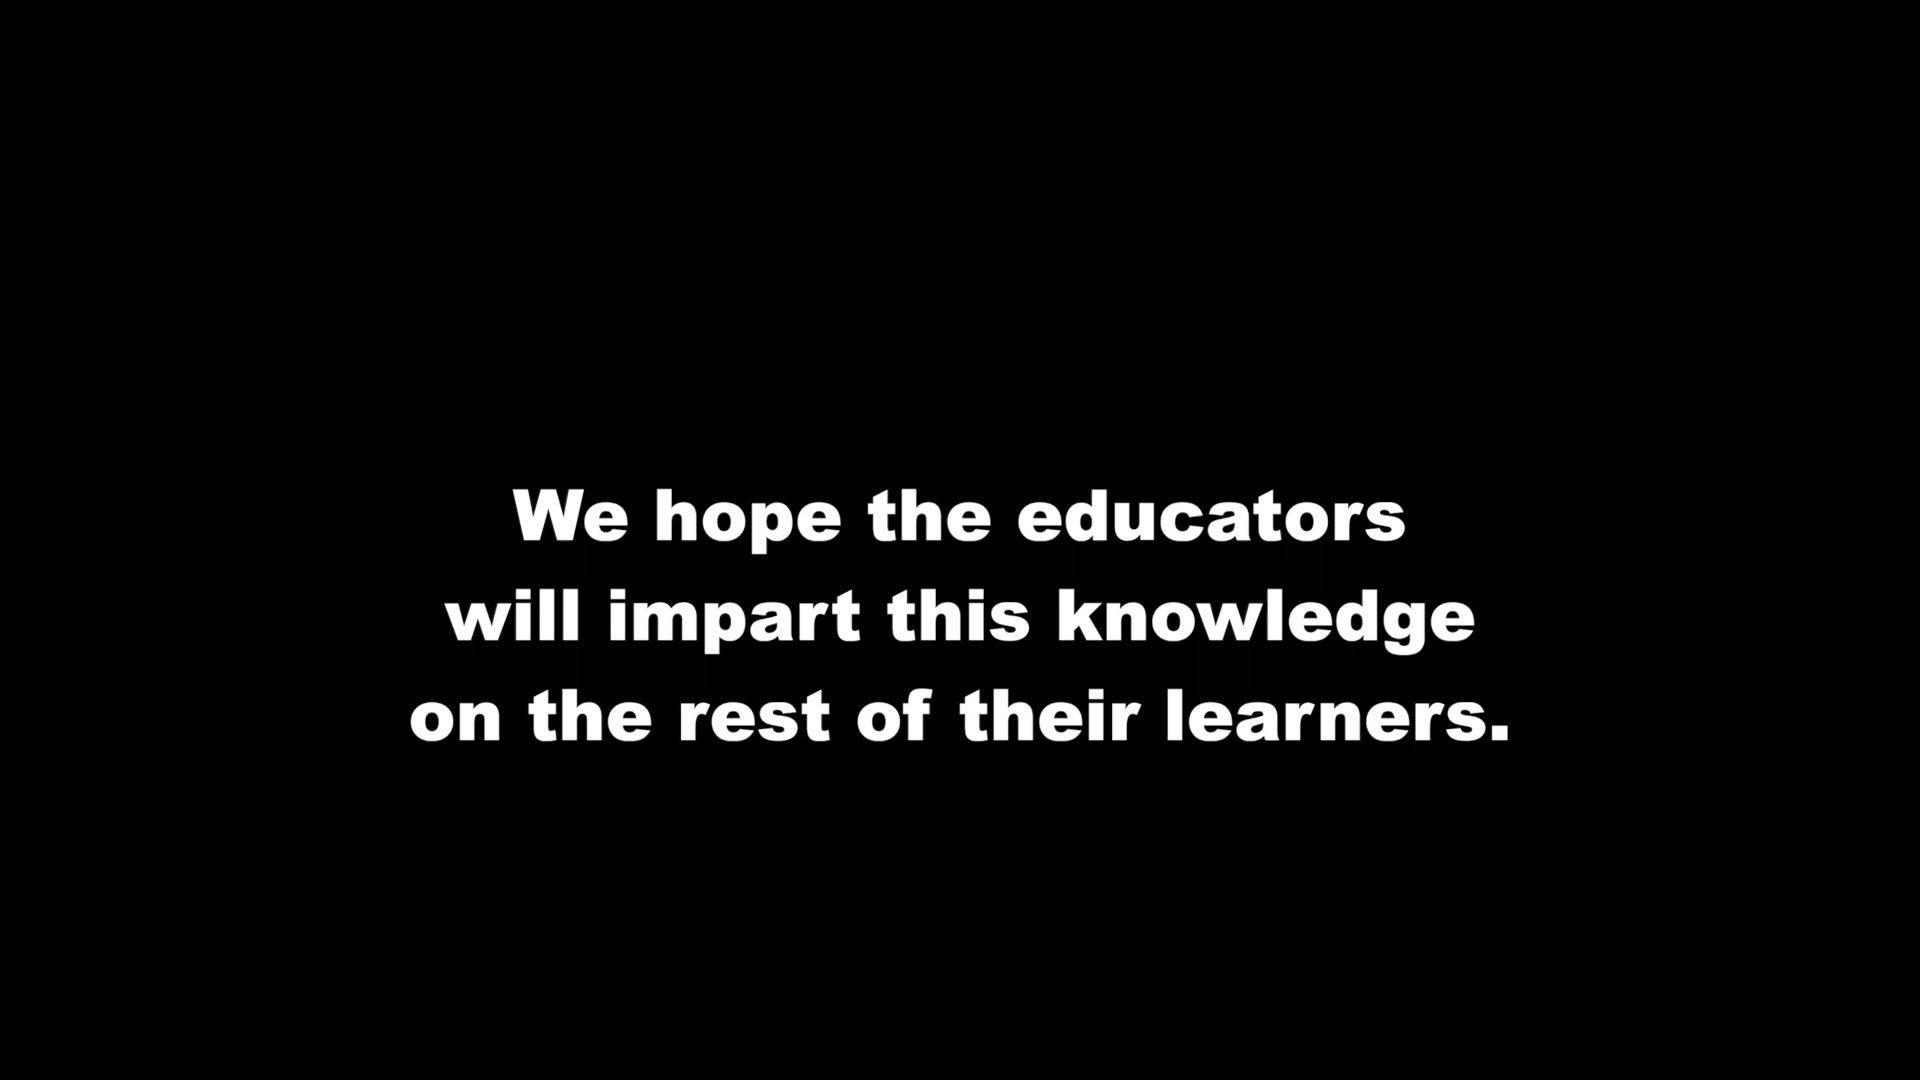 We hope the educators
will impart this knowledge
on the rest of their learners.